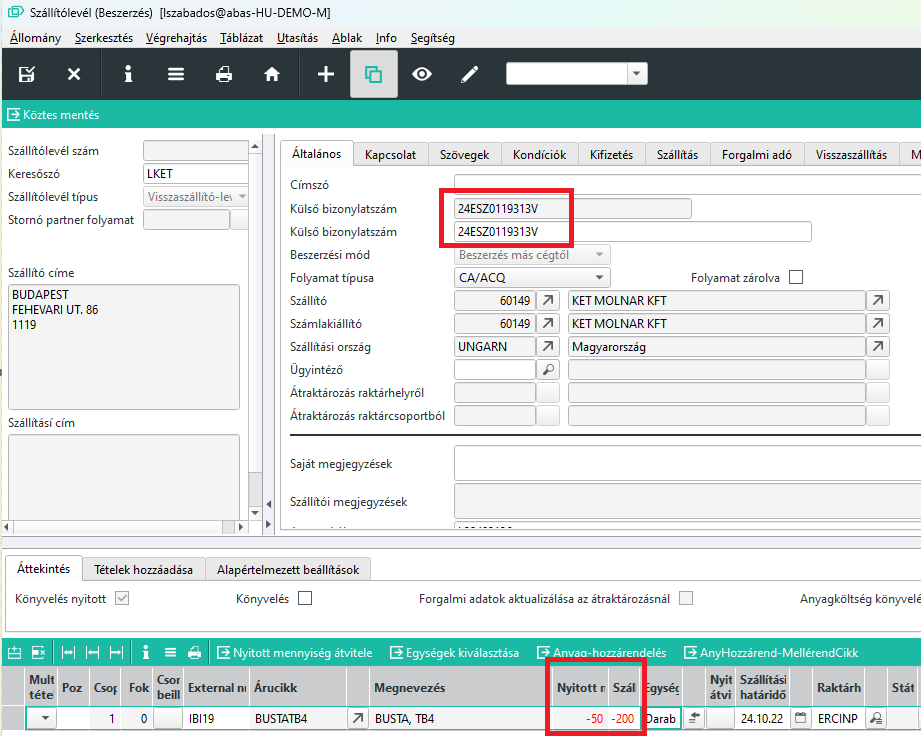 Szállítólevél (Beszerzés) [lszabados@abas-HU-DEMO-M]
Állomány Szerkesztés Végrehajtás Táblázat Utasítás Ablak Info Segítség
Köztes mentés
Szállítólevél szám
Keresőszó LKET
Szállítólevél típus Visszaszállító-lev
Stornó partner folyamat
Szállító címe
BUDAPEST
FEHEVARI UT. 86
1119
Szállítási cím
Általános Kapcsolat Szövegek Kondíciók Kifizetés Szállítás Forgalmi adó Visszaszállítás M
Címszó
Külső bizonylatszám 24ESZ0119313V
Külső bizonylatszám 24ESZ0119313V
Beszerzési mód Beszerzés más cégtől
Folyamat típusa CA/ACQ Folyamat zárolva
Szállító 60149 KET MOLNAR KFT
Számlakiállító 60149 KET MOLNAR KFT
Szállítási ország UNGARN Magyarország
Ügyintéző
Átraktározás raktárhelyről
Átraktározás raktárcsoportból
Saját megjegyzések
Szállítói megjegyzések
Áttekintés Tételek hozzáadása Alapértelmezett beállítások
Könyvelés nyitott Könyvelés Forgalmi adatok aktualizálása az átraktározásnál Anyagköltség könyvelé
Nyitott mennyiség átvitele Egységek kiválasztása Anyag-hozzárendelés AnyHozzárend-MellérendCikk
Mult tétel Poz Csop Fok Csor beill External nu Árucikk Megnevezés Nyitott m Száll Egység Nyit átvi Szállítási határidő Raktárh Stát
1 0 IBI19 BUSTATB4 BUSTA, TB4 -50 -200 Darab 24.10.22 ERCINP